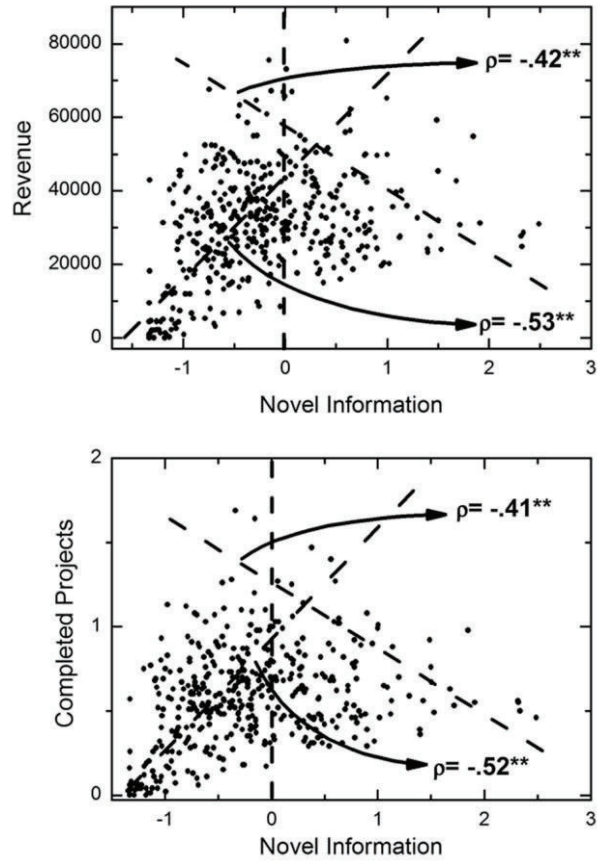 80000
60000
40000
20000
0
Revenue
ρ= -.42**
ρ= -.53**
-1 0 1 2 3
Novel Information
2
1
0
Completed Projects
ρ= -.41**
ρ= -.52**
-1 0 1 2 3
Novel Information